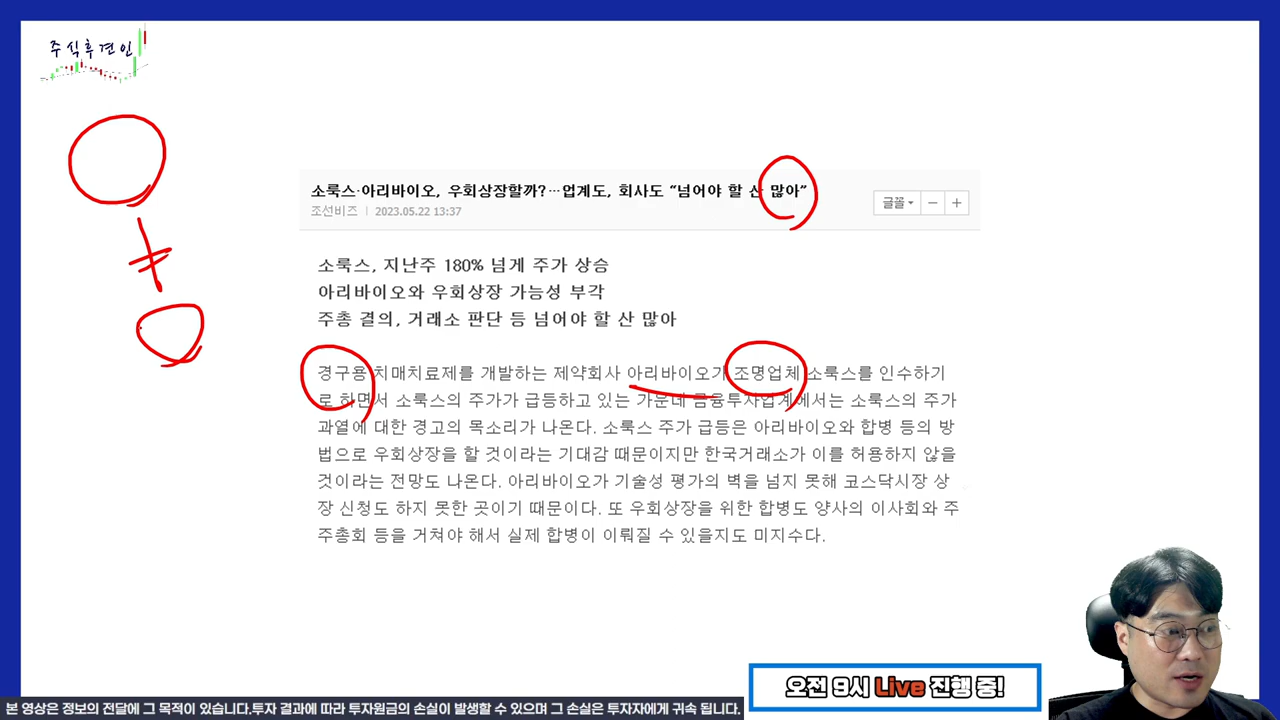 주식후견인
소룩스·아리바이오, 우회상장할까?…업계도, 회사도 “넘어야 할 산 많아”
조선비즈 | 2023.05.22 13:37
글꼴
소룩스, 지난주 180% 넘게 주가 상승
아리바이오와 우회상장 가능성 부각
주총 결의, 거래소 판단 등 넘어야 할 산 많아
경구용 치매치료제를 개발하는 제약회사 아리바이오가 조명업체 소룩스를 인수하기
로 하면서 소룩스의 주가가 급등하고 있는 가운데 금융투자업계에서는 소룩스의 주가
과열에 대한 경고의 목소리가 나온다. 소룩스 주가 급등은 아리바이오와 합병 등의 방
법으로 우회상장을 할 것이라는 기대감 때문이지만 한국거래소가 이를 허용하지 않을
것이라는 전망도 나온다. 아리바이오가 기술성 평가의 벽을 넘지 못해 코스닥시장 상
장 신청도 하지 못한 곳이기 때문이다. 또 우회상장을 위한 합병도 양사의 이사회와 주
주총회 등을 거쳐야 해서 실제 합병이 이뤄질 수 있을지도 미지수다.
오전 9시 Live 진행 중!
본 영상은 정보의 전달에 그 목적이 있습니다.투자 결과에 따라 투자원금의 손실이 발생할 수 있으며 그 손실은 투자자에게 귀속 됩니다.